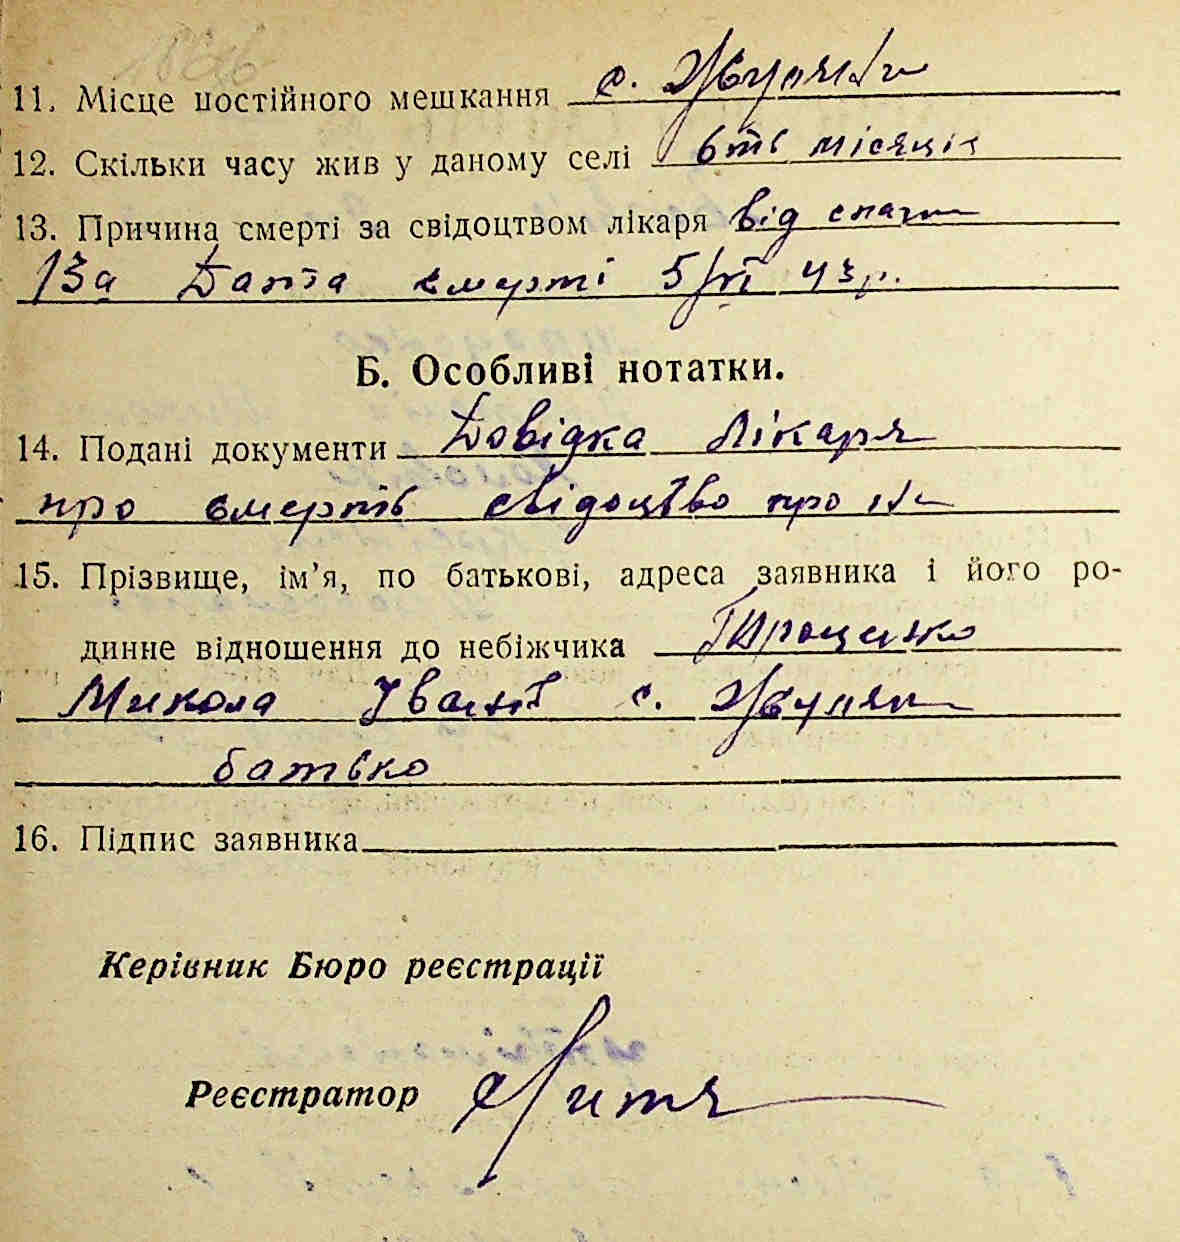 11. Місце постійного мешкання с.
12. Скільки часу жив у даному селі 6ть місяців
13. Причина смерті за свідоцтвом лікаря від
13а Дата смерті 5/VI 43р.
Б. Особливі нотатки.
14. Подані документи Довідка Лікаря
про смерть свідоцтво про
15. Прізвище, ім’я, по батькові, адреса заявника і його ро-
динне відношення до небіжчика Троценко
Микола Іванов с.
батько
16. Підпис заявника
Керівник Бюро реєстрації
Реєстратор